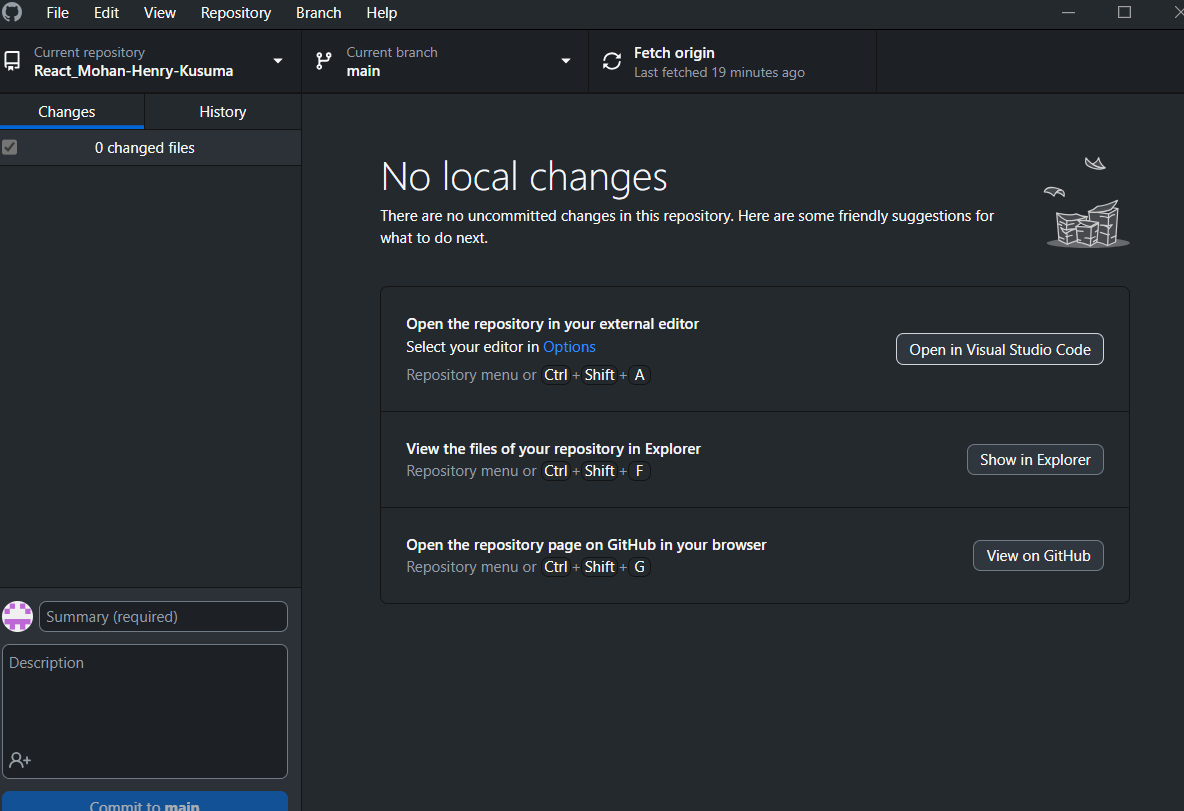 File Edit View Repository Branch Help
Current repository
React_Mohan-Henry-Kusuma
Current branch
main
Fetch origin
Last fetched 19 minutes ago
Changes
History
0 changed files
No local changes
There are no uncommitted changes in this repository. Here are some friendly suggestions for
what to do next.
Open the repository in your external editor
Select your editor in Options
Repository menu or Ctrl + Shift + A
Open in Visual Studio Code
View the files of your repository in Explorer
Repository menu or Ctrl + Shift + F
Show in Explorer
Open the repository page on GitHub in your browser
Repository menu or Ctrl + Shift + G
View on GitHub
Summary (required)
Description
Commit to main